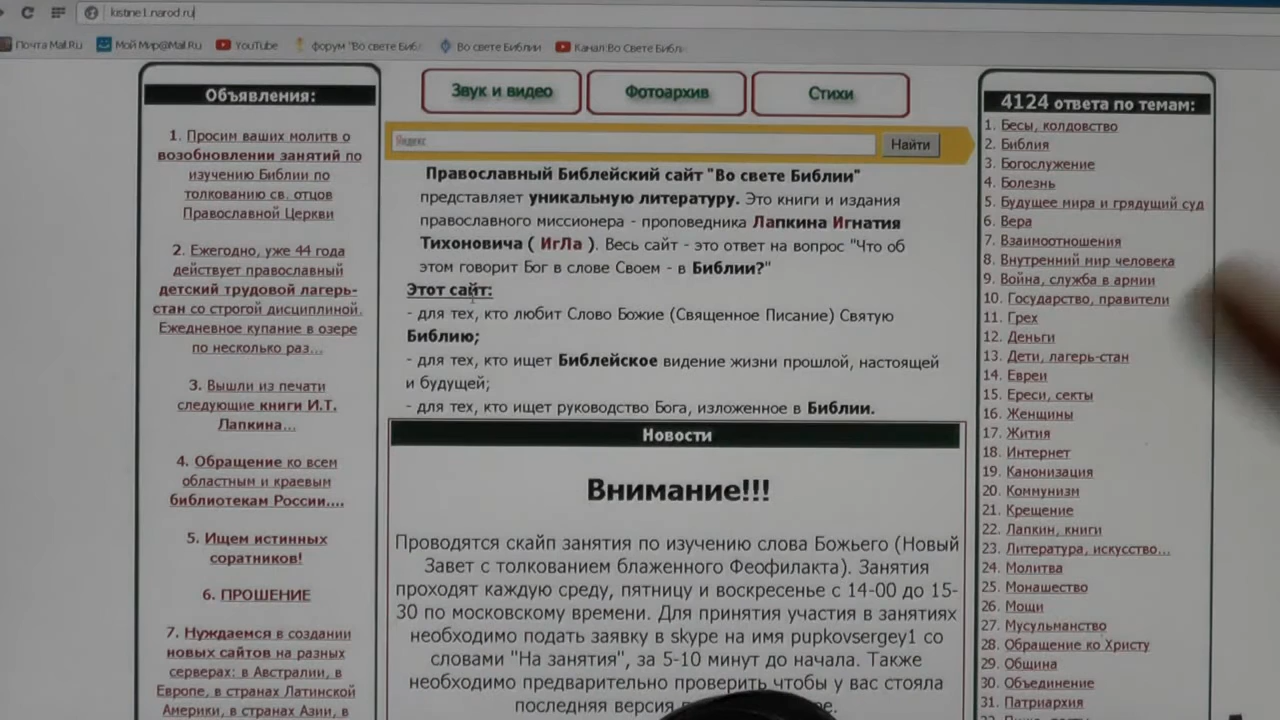 kistine1.narod.ru
Почта Mail.Ru
Мой Мир@Mail.Ru
YouTube
форум "Во свете Библ
Во свете Библии
Канал Во Свете Библ
Объявления:
1. Просим ваших молитв о
возобновлении занятий по
изучению Библии по
толкованию св. отцов
Православной Церкви
2. Ежегодно, уже 44 года
действует православный
детский трудовой лагерь-
стан со строгой дисциплиной.
Ежедневное купание в озере
по несколько раз...
3. Вышли из печати
следующие книги И.Т.
Лапкина...
4. Обращение ко всем
областным и краевым
библиотекам России....
5. Ищем истинных
соратников!
6. ПРОШЕНИЕ
7. Нуждаемся в создании
новых сайтов на разных
серверах: в Австралии, в
Европе, в странах Латинской
Америки, в странах Азии, в
Звук и видео
Фотоархив
Стихи
Яндекс
Найти
Православный Библейский сайт "Во свете Библии"
представляет уникальную литературу. Это книги и издания
православного миссионера - проповедника Лапкина Игнатия
Тихоновича ( ИгЛа ). Весь сайт - это ответ на вопрос "Что об
этом говорит Бог в слове Своем - в Библии?"
Этот сайт:
- для тех, кто любит Слово Божие (Священное Писание) Святую
Библию;
- для тех, кто ищет Библейское видение жизни прошлой, настоящей
и будущей;
- для тех, кто ищет руководство Бога, изложенное в Библии.
Новости
Внимание!!!
Проводятся скайп занятия по изучению слова Божьего (Новый
Завет с толкованием блаженного Феофилакта). Занятия
проходят каждую среду, пятницу и воскресенье с 14-00 до 15-
30 по московскому времени. Для принятия участия в занятиях
необходимо подать заявку в skype на имя pupkovsergey1 со
словами "На занятия", за 5-10 минут до начала. Также
необходимо предварительно проверить чтобы у вас стояла
последняя версия
4124 ответа по темам:
1. Бесы, колдовство
2. Библия
3. Богослужение
4. Болезнь
5. Будущее мира и грядущий суд
6. Вера
7. Взаимоотношения
8. Внутренний мир человека
9. Война, служба в армии
10. Государство, правители
11. Грех
12. Деньги
13. Дети, лагерь-стан
14. Евреи
15. Ереси, секты
16. Женщины
17. Жития
18. Интернет
19. Канонизация
20. Коммунизм
21. Крещение
22. Лапкин, книги
23. Литература, искусство...
24. Молитва
25. Монашество
26. Мощи
27. Мусульманство
28. Обращение ко Христу
29. Община
30. Объединение
31. Патриархия